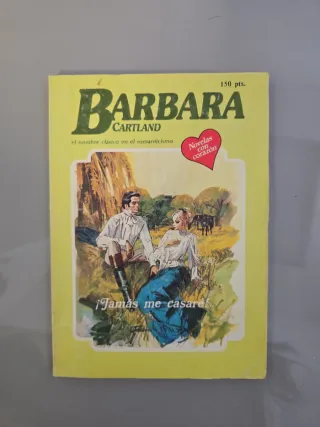 150 pts.
BARBARA
CARTLAND
el nombre clásico en el romanticismo
Novelas
con
corazón
¡Jamás me casaré!